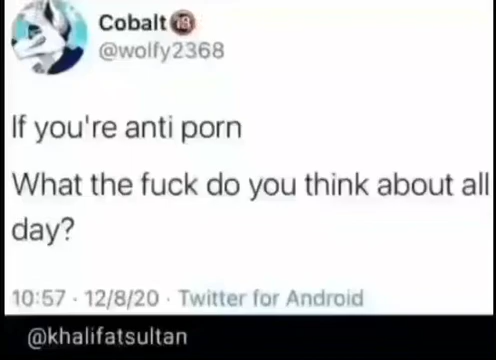 Cobalt🔞
@wolfy2368
If you're anti porn
What the fuck do you think about all
day?
10:57 · 12/8/20 · Twitter for Android
@khalifatsultan